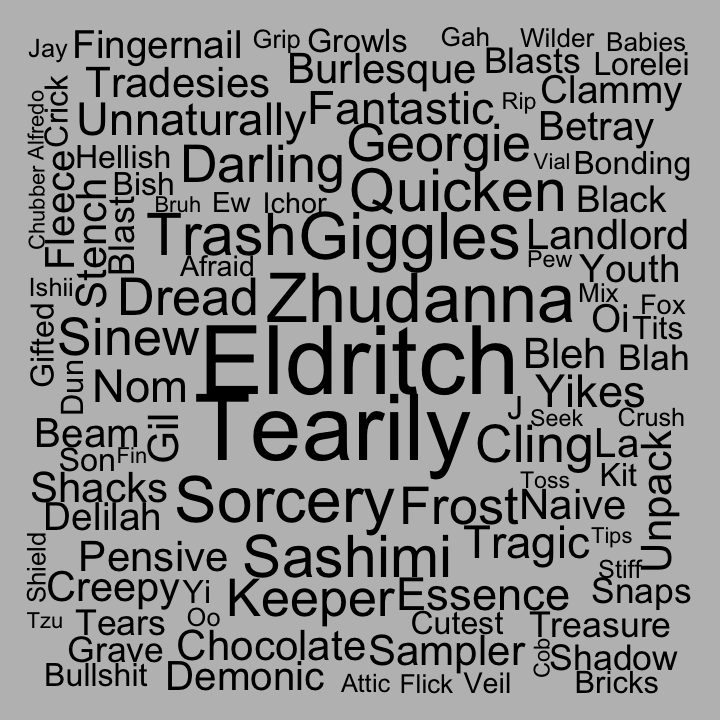 Jay Fingernail Grip Growls Gah Wilder Babies
Tradesies Burlesque Blasts Lorelei
Chubber Alfredo Crick Unnaturally Fantastic Rip Clammy
Hellish Darling Georgie Betray
Fleece Stench Bish Quicken Vial Bonding
Blast Bruh Ew Ichor Black
Trash Giggles Landlord
Afraid Pew Youth
Ishii Dread Zhudanna Mix Fox
Gifted Sinew Eldritch Oi Tits
Dun Nom Bleh Blah
Tearily Yikes
Beam Gil J Seek Crush
Son Fin Cling La
Shacks Sorcery Toss Kit Unpack
Delilah Frost Naive
Shield Pensive Sashimi Tragic Tips
Creepy Yi Keeper Essence Stiff Snaps
Tzu Tears Oo Cutest Treasure
Grave Chocolate Sampler Cob Shadow
Bullshit Demonic Attic Flick Veil Bricks